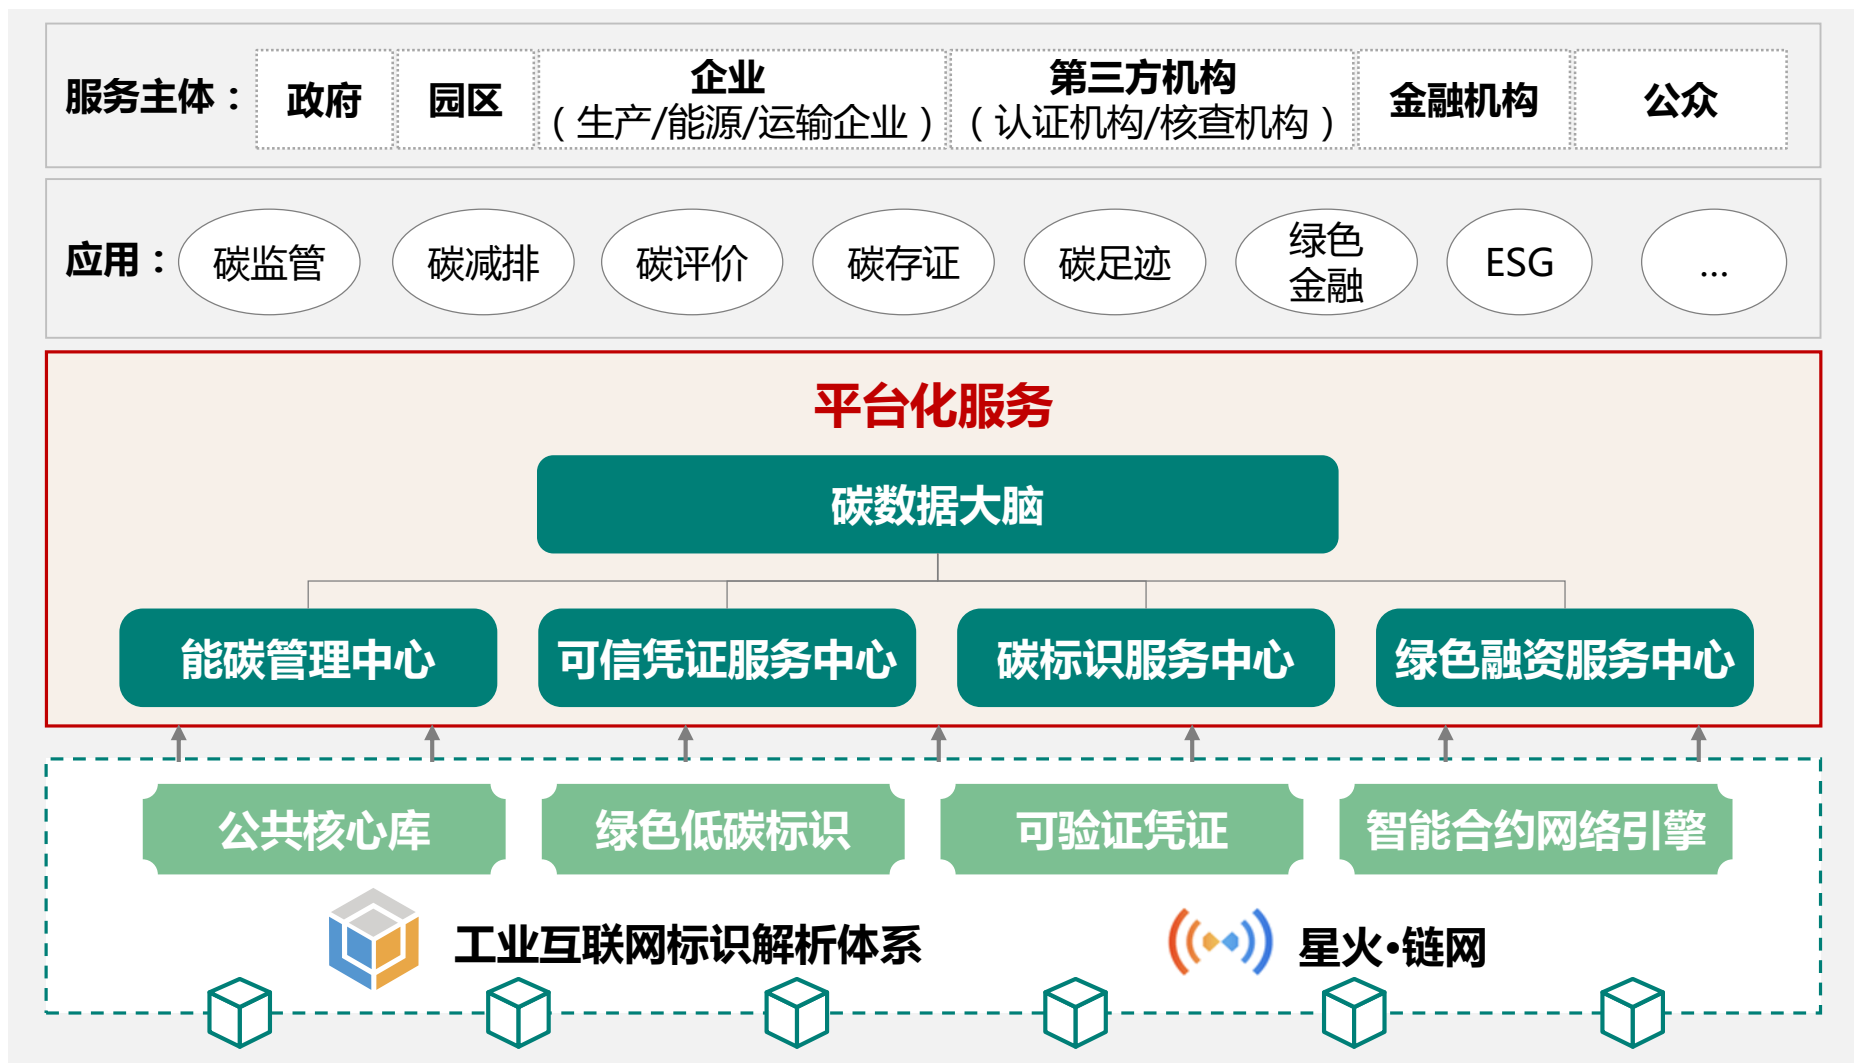 服务主体：
政府
园区
企业
（生产/能源/运输企业）
第三方机构
（认证机构/核查机构）
金融机构
公众
应用：
碳监管
碳减排
碳评价
碳存证
碳足迹
绿色
金融
ESG
...
平台化服务
碳数据大脑
能碳管理中心
可信凭证服务中心
碳标识服务中心
绿色融资服务中心
公共核心库
绿色低碳标识
可验证凭证
智能合约网络引擎
工业互联网标识解析体系
星火•链网